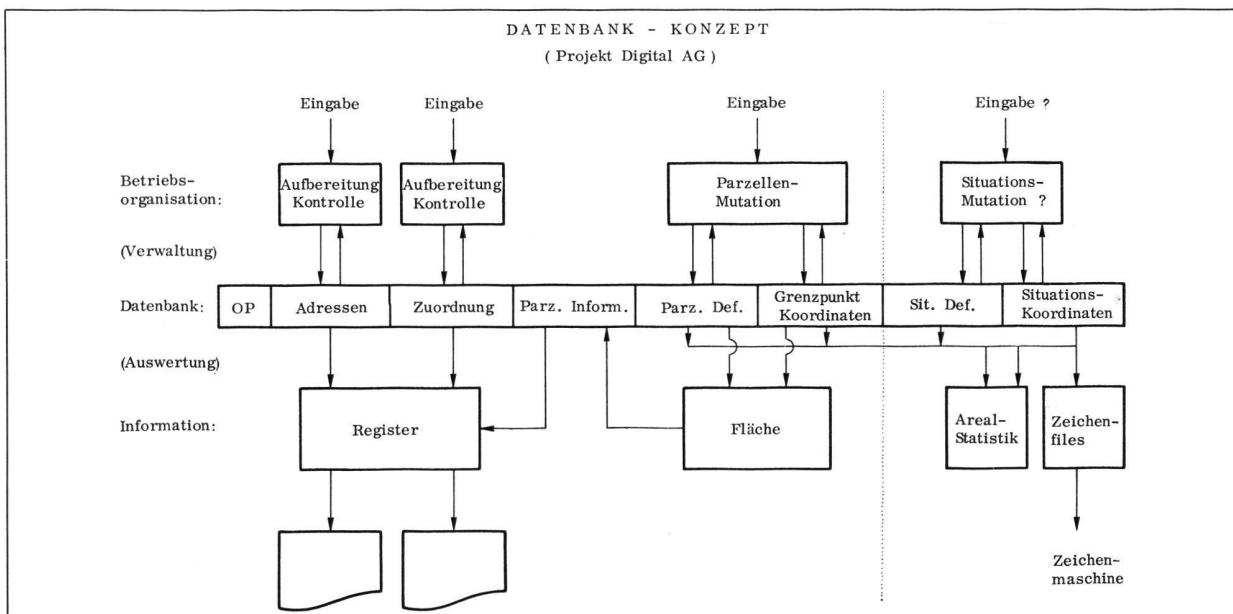 DATENBANK - KONZEPT
( Projekt Digital AG )
Eingabe
Eingabe
Eingabe
Eingabe ?
Betriebs-
organisation:
Aufbereitung
Kontrolle
Aufbereitung
Kontrolle
Parzellen-
Mutation
Situations-
Mutation ?
(Verwaltung)
Datenbank:
OP
Adressen
Zuordnung
Parz. Inform.
Parz. Def.
Grenzpunkt
Koordinaten
Sit. Def.
Situations-
Koordinaten
(Auswertung)
Information:
Register
Fläche
Areal-
Statistik
Zeichen-
files
Zeichen-
maschine